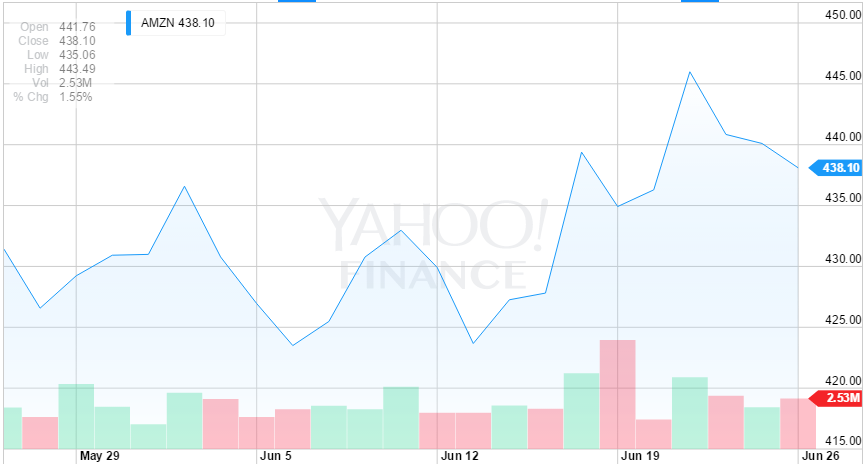 Open 441.76
Close 438.10
Low 435.06
High 443.49
Vol 2.53M
% Chg 1.55%
AMZN 438.10
450.00
445.00
440.00
438.10
435.00
430.00
425.00
420.00
2.53M
415.00
YAHOO!
FINANCE
May 29
Jun 5
Jun 12
Jun 19
Jun 26